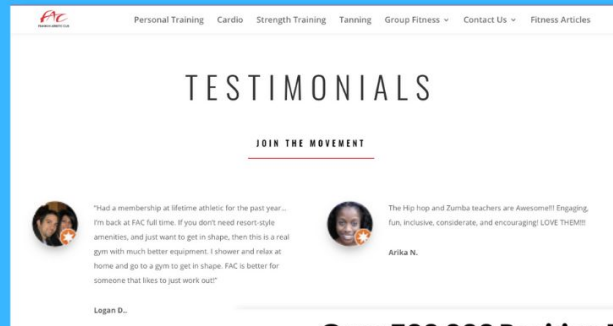 FAC
Personal Training Cardio Strength Training Tanning Group Fitness Contact Us Fitness Articles
TESTIMONIALS
JOIN THE MOVEMENT
"Had a membership at lifetime athletic for the past year...
I'm back at FAC full time. If you don't need resort-style
amenities, and just want to get in shape, then this is a real
gym with much better equipment. I shower and relax at
home and go to a gym to get in shape. FAC is better for
someone that likes to just work out!"
Logan D..
The Hip hop and Zumba teachers are Awesome!!! Engaging,
fun, inclusive, considerate, and encouraging! LOVE THEM!!!
Arika N.